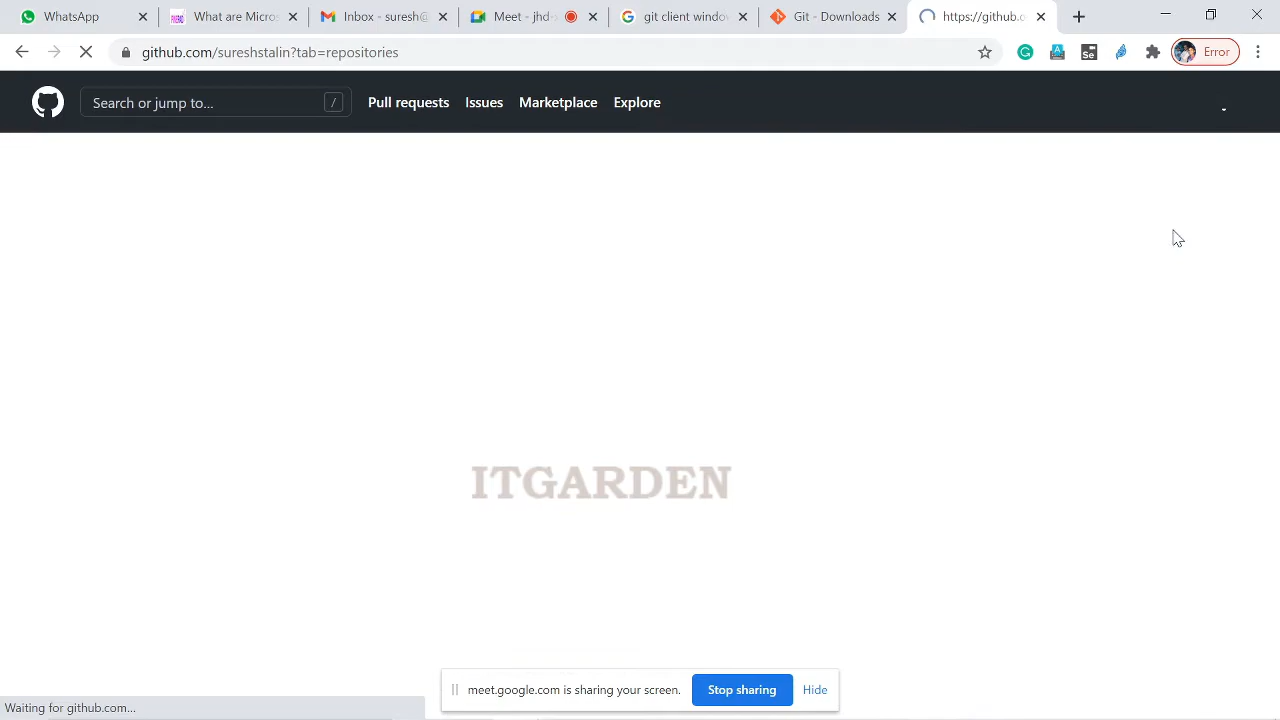 WhatsApp
What are Micros
Inbox - suresh@
Meet - jhd-
git client windo
Git - Downloads
https://github.c
github.com/sureshstalin?tab=repositories
Se
Error
Search or jump to...
/
Pull requests
Issues
Marketplace
Explore
ITGARDEN
meet.google.com is sharing your screen.
Stop sharing
Hide
Waiting for github.com...